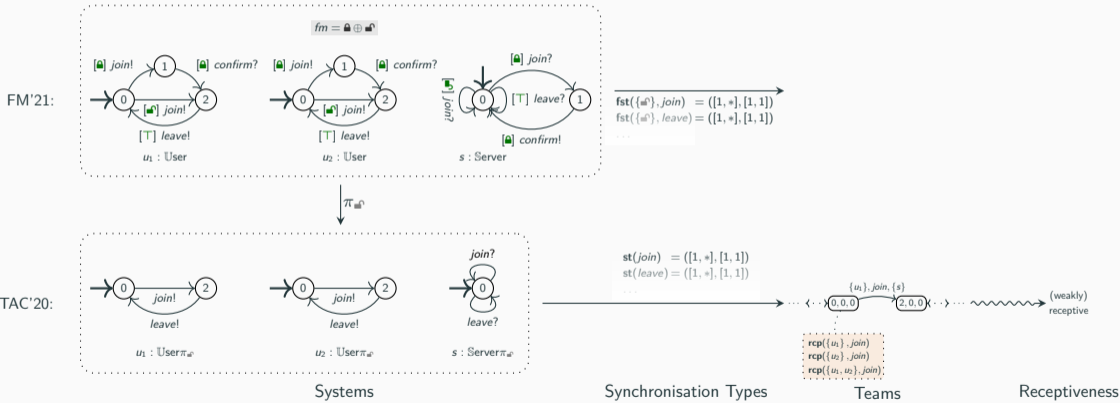 fm = 🔒 ⊕ 🔓
FM'21:
[🔒] join!
1
[🔒] confirm?
0
2
[🔓] join!
[⊤] leave!
u₁ : 𝕌ser
[🔒] join!
1
[🔒] confirm?
0
2
[🔓] join!
[⊤] leave!
u₂ : 𝕌ser
[🔒] join?
[🔓] join?
0
[⊤] leave?
1
[🔒] confirm!
s : 𝕊erver
fst({🔓}, join) = ([1, ∗], [1, 1])
fst({🔓}, leave) = ([1, ∗], [1, 1])
. . .
π🔓
TAC'20:
0
2
join!
leave!
u₁ : 𝕌serπ🔓
0
2
join!
leave!
u₂ : 𝕌serπ🔓
join?
0
leave?
s : 𝕊erverπ🔓
st(join) = ([1, ∗], [1, 1])
st(leave) = ([1, ∗], [1, 1])
. . .
{u₁}, join, {s}
0,0,0
2,0,0
rcp({u₁}, join)
rcp({u₂}, join)
rcp({u₁, u₂}, join)
(weakly)
receptive
Systems
Synchronisation Types
Teams
Receptiveness